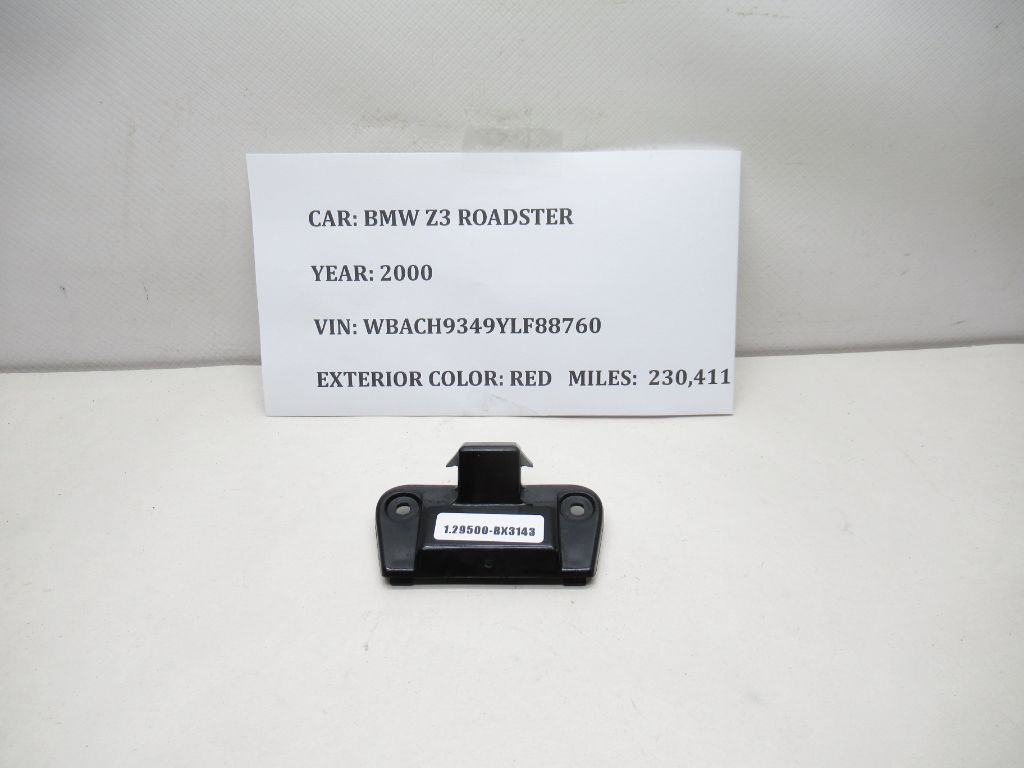 CAR: BMW Z3 ROADSTER
YEAR: 2000
VIN: WBACH9349YLF88760
EXTERIOR COLOR: RED MILES: 230,411
1.29500-BX3143